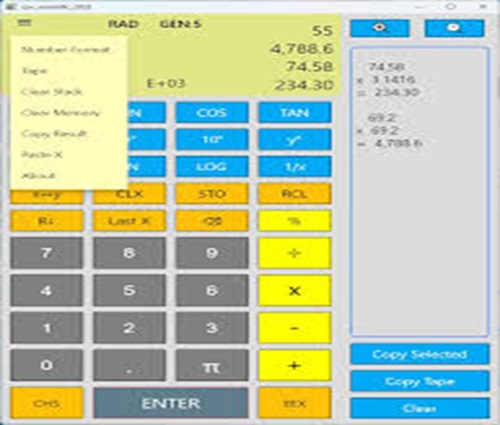 RAD GEN:5
55
4,788.6
74.58
E+03 234.30
Number Format
Tape
Clear Stack
Clear Memory
Copy Result
Paste X
About
COS TAN
10ˣ yˣ
LOG 1/x
CLX STO RCL
R↓ Last X %
7 8 9 ÷
4 5 6 x
1 2 3 -
0 . π +
CHS ENTER EEX
74.58
x 3.1416
= 234.30
69.2
x 69.2
= 4,788.6
Copy Selected
Copy Tape
Clear